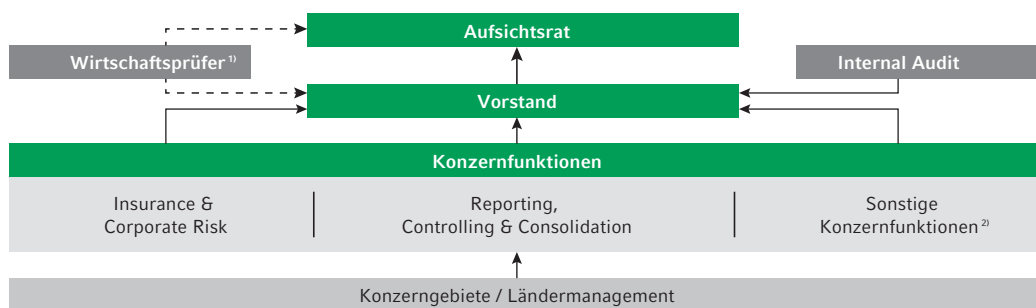 Aufsichtsrat
Wirtschaftsprüfer 1)
Internal Audit
Vorstand
Konzernfunktionen
Insurance &
Corporate Risk
Reporting,
Controlling & Consolidation
Sonstige
Konzernfunktionen 2)
Konzerngebiete / Ländermanagement